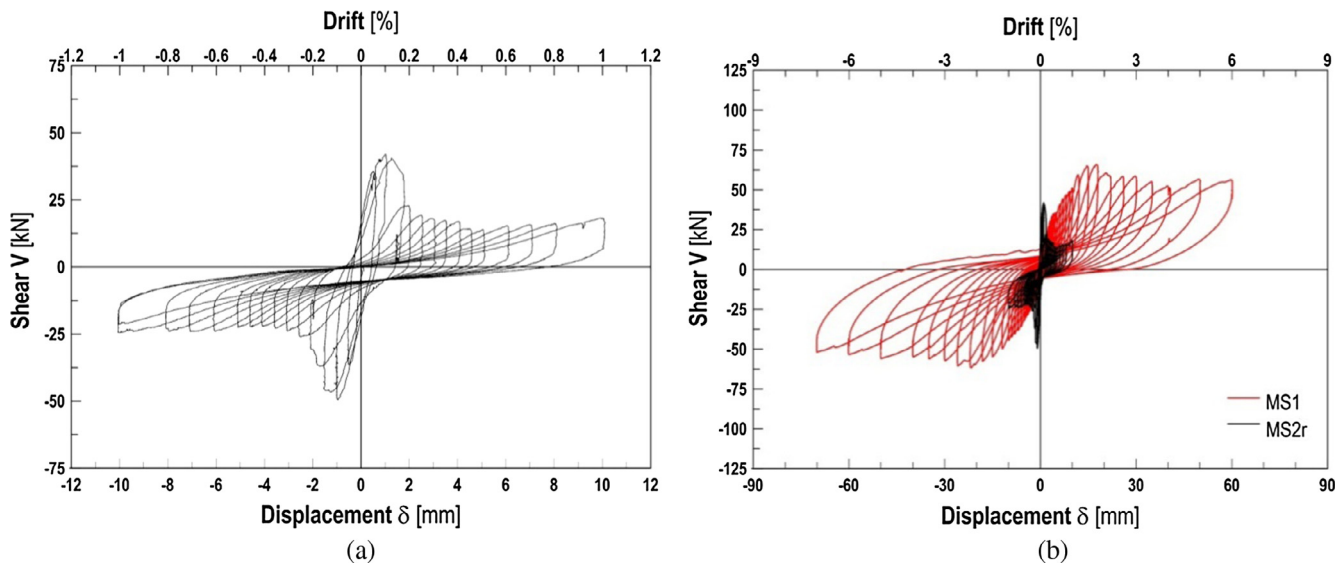 Drift [%]
-1.2 -1 -0.8 -0.6 -0.4 -0.2 0 0.2 0.4 0.6 0.8 1 1.2
75
50
25
0
-25
-50
-75
Shear V [kN]
-12 -10 -8 -6 -4 -2 0 2 4 6 8 10 12
Displacement δ [mm]
(a)
Drift [%]
-9 -6 -3 0 3 6 9
125
100
75
50
25
0
-25
-50
-75
-100
-125
Shear V [kN]
MS1
MS2r
-90 -60 -30 0 30 60 90
Displacement δ [mm]
(b)